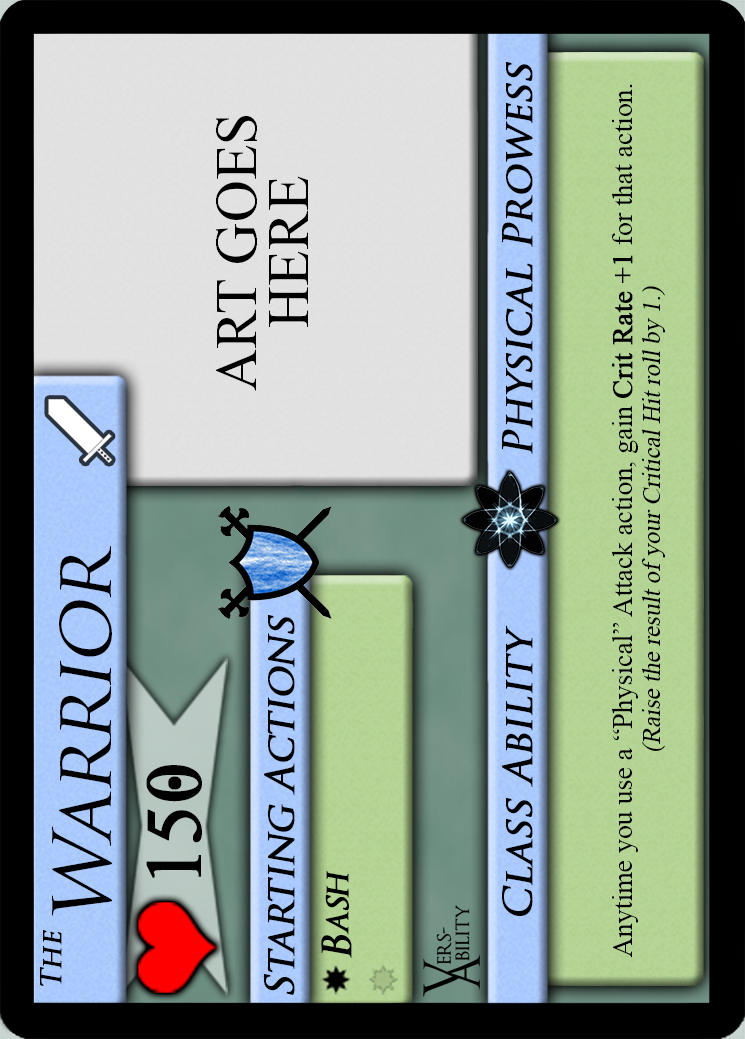 THE
WARRIOR
150
ART GOES
HERE
STARTING ACTIONS
BASH
VERS-
ABILITY
CLASS ABILITY
PHYSICAL PROWESS
Anytime you use a “Physical” Attack action, gain Crit Rate +1 for that action.
(Raise the result of your Critical Hit roll by 1.)